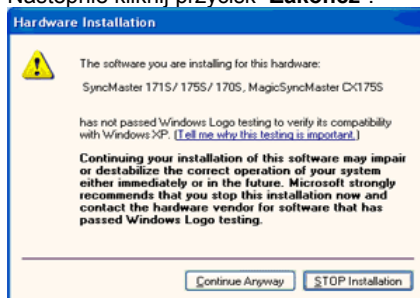 Hardware Installation
The software you are installing for this hardware:
SyncMaster 171S/ 175S/ 170S, MagicSyncMaster CX175S
has not passed Windows Logo testing to verify its compatibility
with Windows XP. (Tell me why this testing is important.)
Continuing your installation of this software may impair
or destabilize the correct operation of your system
either immediately or in the future. Microsoft strongly
recommends that you stop this installation now and
contact the hardware vendor for software that has
passed Windows Logo testing.
Continue Anyway STOP Installation